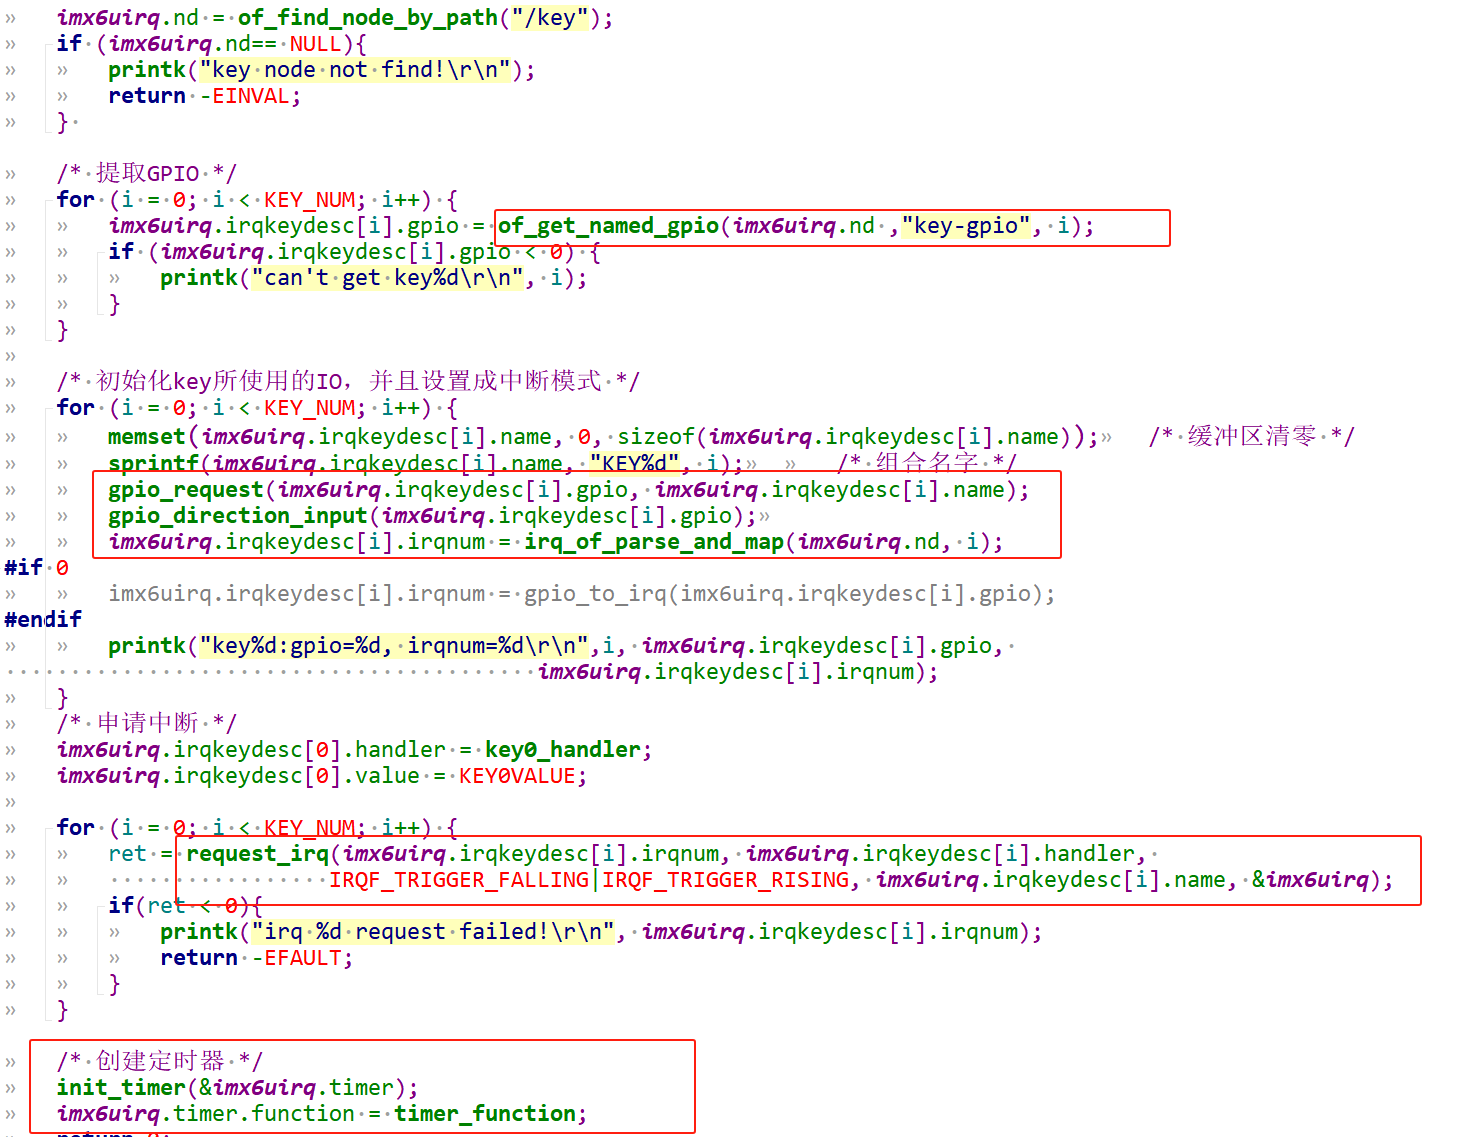 imx6uirq.nd = of_find_node_by_path("/key");
if (imx6uirq.nd== NULL){
printk("key node not find!\r\n");
return -EINVAL;
}
/* 提取GPIO */
for (i = 0; i < KEY_NUM; i++) {
imx6uirq.irqkeydesc[i].gpio = of_get_named_gpio(imx6uirq.nd ,"key-gpio", i);
if (imx6uirq.irqkeydesc[i].gpio < 0) {
printk("can't get key%d\r\n", i);
}
}
/* 初始化key所使用的IO，并且设置成中断模式 */
for (i = 0; i < KEY_NUM; i++) {
memset(imx6uirq.irqkeydesc[i].name, 0, sizeof(imx6uirq.irqkeydesc[i].name)); /* 缓冲区清零 */
sprintf(imx6uirq.irqkeydesc[i].name, "KEY%d", i); /* 组合名字 */
gpio_request(imx6uirq.irqkeydesc[i].gpio, imx6uirq.irqkeydesc[i].name);
gpio_direction_input(imx6uirq.irqkeydesc[i].gpio);
imx6uirq.irqkeydesc[i].irqnum = irq_of_parse_and_map(imx6uirq.nd, i);
#if 0
imx6uirq.irqkeydesc[i].irqnum = gpio_to_irq(imx6uirq.irqkeydesc[i].gpio);
#endif
printk("key%d:gpio=%d, irqnum=%d\r\n",i, imx6uirq.irqkeydesc[i].gpio,
imx6uirq.irqkeydesc[i].irqnum);
}
/* 申请中断 */
imx6uirq.irqkeydesc[0].handler = key0_handler;
imx6uirq.irqkeydesc[0].value = KEY0VALUE;
for (i = 0; i < KEY_NUM; i++) {
ret = request_irq(imx6uirq.irqkeydesc[i].irqnum, imx6uirq.irqkeydesc[i].handler,
IRQF_TRIGGER_FALLING|IRQF_TRIGGER_RISING, imx6uirq.irqkeydesc[i].name, &imx6uirq);
if(ret < 0){
printk("irq %d request failed!\r\n", imx6uirq.irqkeydesc[i].irqnum);
return -EFAULT;
}
}
/* 创建定时器 */
init_timer(&imx6uirq.timer);
imx6uirq.timer.function = timer_function;